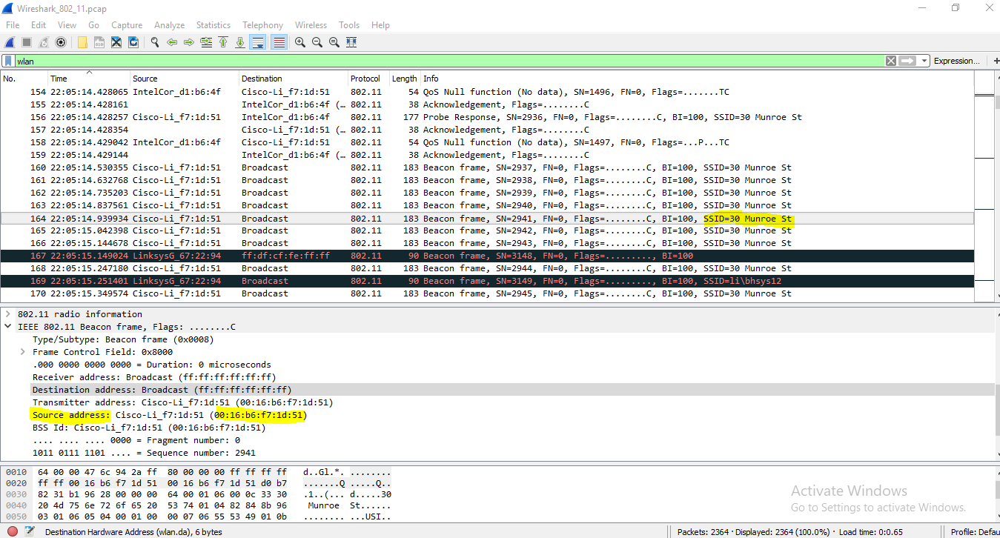 Wireshark_802_11.pcap
File Edit View Go Capture Analyze Statistics Telephony Wireless Tools Help
wlan Expression... +
No. Time Source Destination Protocol Length Info
154 22:05:14.428065 IntelCor_d1:b6:4f Cisco-Li_f7:1d:51 802.11 54 QoS Null function (No data), SN=1496, FN=0, Flags=.......TC
155 22:05:14.428161 IntelCor_d1:b6:4f (… 802.11 38 Acknowledgement, Flags=........C
156 22:05:14.428257 Cisco-Li_f7:1d:51 IntelCor_d1:b6:4f 802.11 177 Probe Response, SN=2936, FN=0, Flags=........C, BI=100, SSID=30 Munroe St
157 22:05:14.428354 Cisco-Li_f7:1d:51 (… 802.11 38 Acknowledgement, Flags=........C
158 22:05:14.429042 IntelCor_d1:b6:4f Cisco-Li_f7:1d:51 802.11 54 QoS Null function (No data), SN=1497, FN=0, Flags=...P...TC
159 22:05:14.429144 IntelCor_d1:b6:4f (… 802.11 38 Acknowledgement, Flags=........C
160 22:05:14.530355 Cisco-Li_f7:1d:51 Broadcast 802.11 183 Beacon frame, SN=2937, FN=0, Flags=........C, BI=100, SSID=30 Munroe St
161 22:05:14.632768 Cisco-Li_f7:1d:51 Broadcast 802.11 183 Beacon frame, SN=2938, FN=0, Flags=........C, BI=100, SSID=30 Munroe St
162 22:05:14.735203 Cisco-Li_f7:1d:51 Broadcast 802.11 183 Beacon frame, SN=2939, FN=0, Flags=........C, BI=100, SSID=30 Munroe St
163 22:05:14.837561 Cisco-Li_f7:1d:51 Broadcast 802.11 183 Beacon frame, SN=2940, FN=0, Flags=........C, BI=100, SSID=30 Munroe St
164 22:05:14.939934 Cisco-Li_f7:1d:51 Broadcast 802.11 183 Beacon frame, SN=2941, FN=0, Flags=........C, BI=100, SSID=30 Munroe St
165 22:05:15.042398 Cisco-Li_f7:1d:51 Broadcast 802.11 183 Beacon frame, SN=2942, FN=0, Flags=........C, BI=100, SSID=30 Munroe St
166 22:05:15.144678 Cisco-Li_f7:1d:51 Broadcast 802.11 183 Beacon frame, SN=2943, FN=0, Flags=........C, BI=100, SSID=30 Munroe St
167 22:05:15.149024 LinksysG_67:22:94 ff:df:cf:fe:ff:ff 802.11 90 Beacon frame, SN=3148, FN=0, Flags=........., BI=100
168 22:05:15.247180 Cisco-Li_f7:1d:51 Broadcast 802.11 183 Beacon frame, SN=2944, FN=0, Flags=........C, BI=100, SSID=30 Munroe St
169 22:05:15.251401 LinksysG_67:22:94 Broadcast 802.11 90 Beacon frame, SN=3149, FN=0, Flags=........., BI=100, SSID=li\bhsys12
170 22:05:15.349574 Cisco-Li_f7:1d:51 Broadcast 802.11 183 Beacon frame, SN=2945, FN=0, Flags=........C, BI=100, SSID=30 Munroe St
802.11 radio information
IEEE 802.11 Beacon frame, Flags: ........C
Type/Subtype: Beacon frame (0x0008)
Frame Control Field: 0x8000
.000 0000 0000 0000 = Duration: 0 microseconds
Receiver address: Broadcast (ff:ff:ff:ff:ff:ff)
Destination address: Broadcast (ff:ff:ff:ff:ff:ff)
Transmitter address: Cisco-Li_f7:1d:51 (00:16:b6:f7:1d:51)
Source address: Cisco-Li_f7:1d:51 (00:16:b6:f7:1d:51)
BSS Id: Cisco-Li_f7:1d:51 (00:16:b6:f7:1d:51)
.... .... .... 0000 = Fragment number: 0
1011 0111 1101 .... = Sequence number: 2941
0010 64 00 00 47 6c 94 2a ff 80 00 00 00 ff ff ff ff d..Gl.*. ........
0020 ff ff 00 16 b6 f7 1d 51 00 16 b6 f7 1d 51 d0 b7 .......Q .....Q..
0030 82 31 b1 96 28 00 00 00 64 00 01 06 00 0c 33 30 .1..(... d.....30
0040 20 4d 75 6e 72 6f 65 20 53 74 01 04 82 84 8b 96 Munroe St......
0050 03 01 06 05 04 00 01 00 00 07 06 55 53 49 01 0b ........ ...USI..
Activate Windows
Go to Settings to activate Windows.
Destination Hardware Address (wlan.da), 6 bytes Packets: 2364 · Displayed: 2364 (100.0%) · Load time: 0:0.65 Profile: Defau